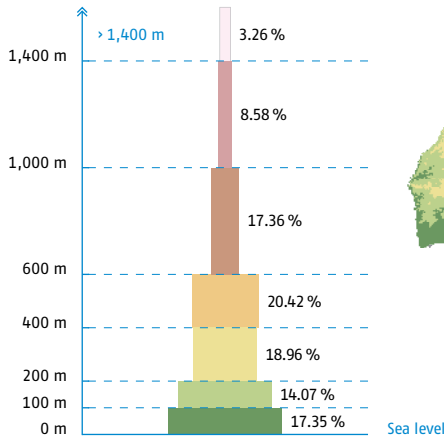 › 1,400 m
3.26 %
1,400 m
8.58 %
1,000 m
17.36 %
600 m
20.42 %
400 m
18.96 %
200 m
14.07 %
100 m
17.35 %
0 m
Sea level